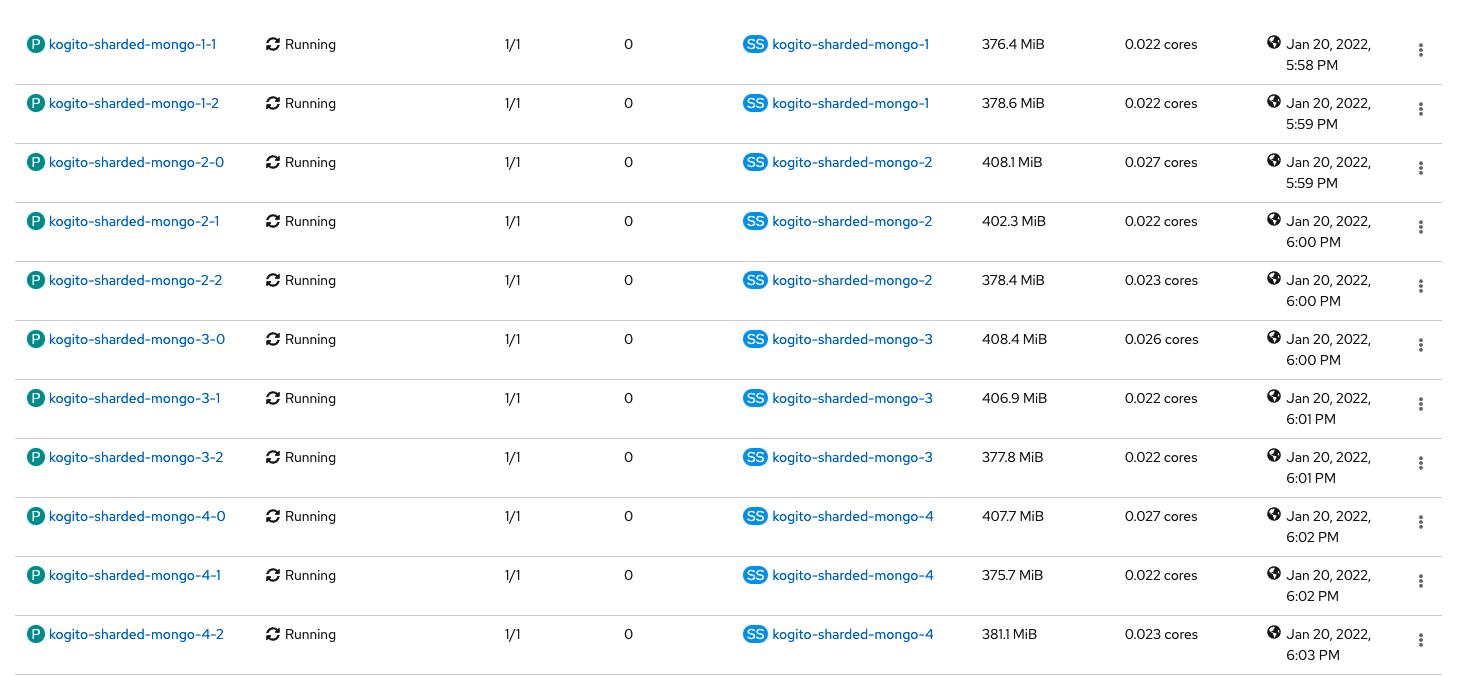 P kogito-sharded-mongo-1-1 Running 1/1 0 SS kogito-sharded-mongo-1 376.4 MiB 0.022 cores Jan 20, 2022,
5:58 PM
P kogito-sharded-mongo-1-2 Running 1/1 0 SS kogito-sharded-mongo-1 378.6 MiB 0.022 cores Jan 20, 2022,
5:59 PM
P kogito-sharded-mongo-2-0 Running 1/1 0 SS kogito-sharded-mongo-2 408.1 MiB 0.027 cores Jan 20, 2022,
5:59 PM
P kogito-sharded-mongo-2-1 Running 1/1 0 SS kogito-sharded-mongo-2 402.3 MiB 0.022 cores Jan 20, 2022,
6:00 PM
P kogito-sharded-mongo-2-2 Running 1/1 0 SS kogito-sharded-mongo-2 378.4 MiB 0.023 cores Jan 20, 2022,
6:00 PM
P kogito-sharded-mongo-3-0 Running 1/1 0 SS kogito-sharded-mongo-3 408.4 MiB 0.026 cores Jan 20, 2022,
6:00 PM
P kogito-sharded-mongo-3-1 Running 1/1 0 SS kogito-sharded-mongo-3 406.9 MiB 0.022 cores Jan 20, 2022,
6:01 PM
P kogito-sharded-mongo-3-2 Running 1/1 0 SS kogito-sharded-mongo-3 377.8 MiB 0.022 cores Jan 20, 2022,
6:01 PM
P kogito-sharded-mongo-4-0 Running 1/1 0 SS kogito-sharded-mongo-4 407.7 MiB 0.027 cores Jan 20, 2022,
6:02 PM
P kogito-sharded-mongo-4-1 Running 1/1 0 SS kogito-sharded-mongo-4 375.7 MiB 0.022 cores Jan 20, 2022,
6:02 PM
P kogito-sharded-mongo-4-2 Running 1/1 0 SS kogito-sharded-mongo-4 381.1 MiB 0.023 cores Jan 20, 2022,
6:03 PM